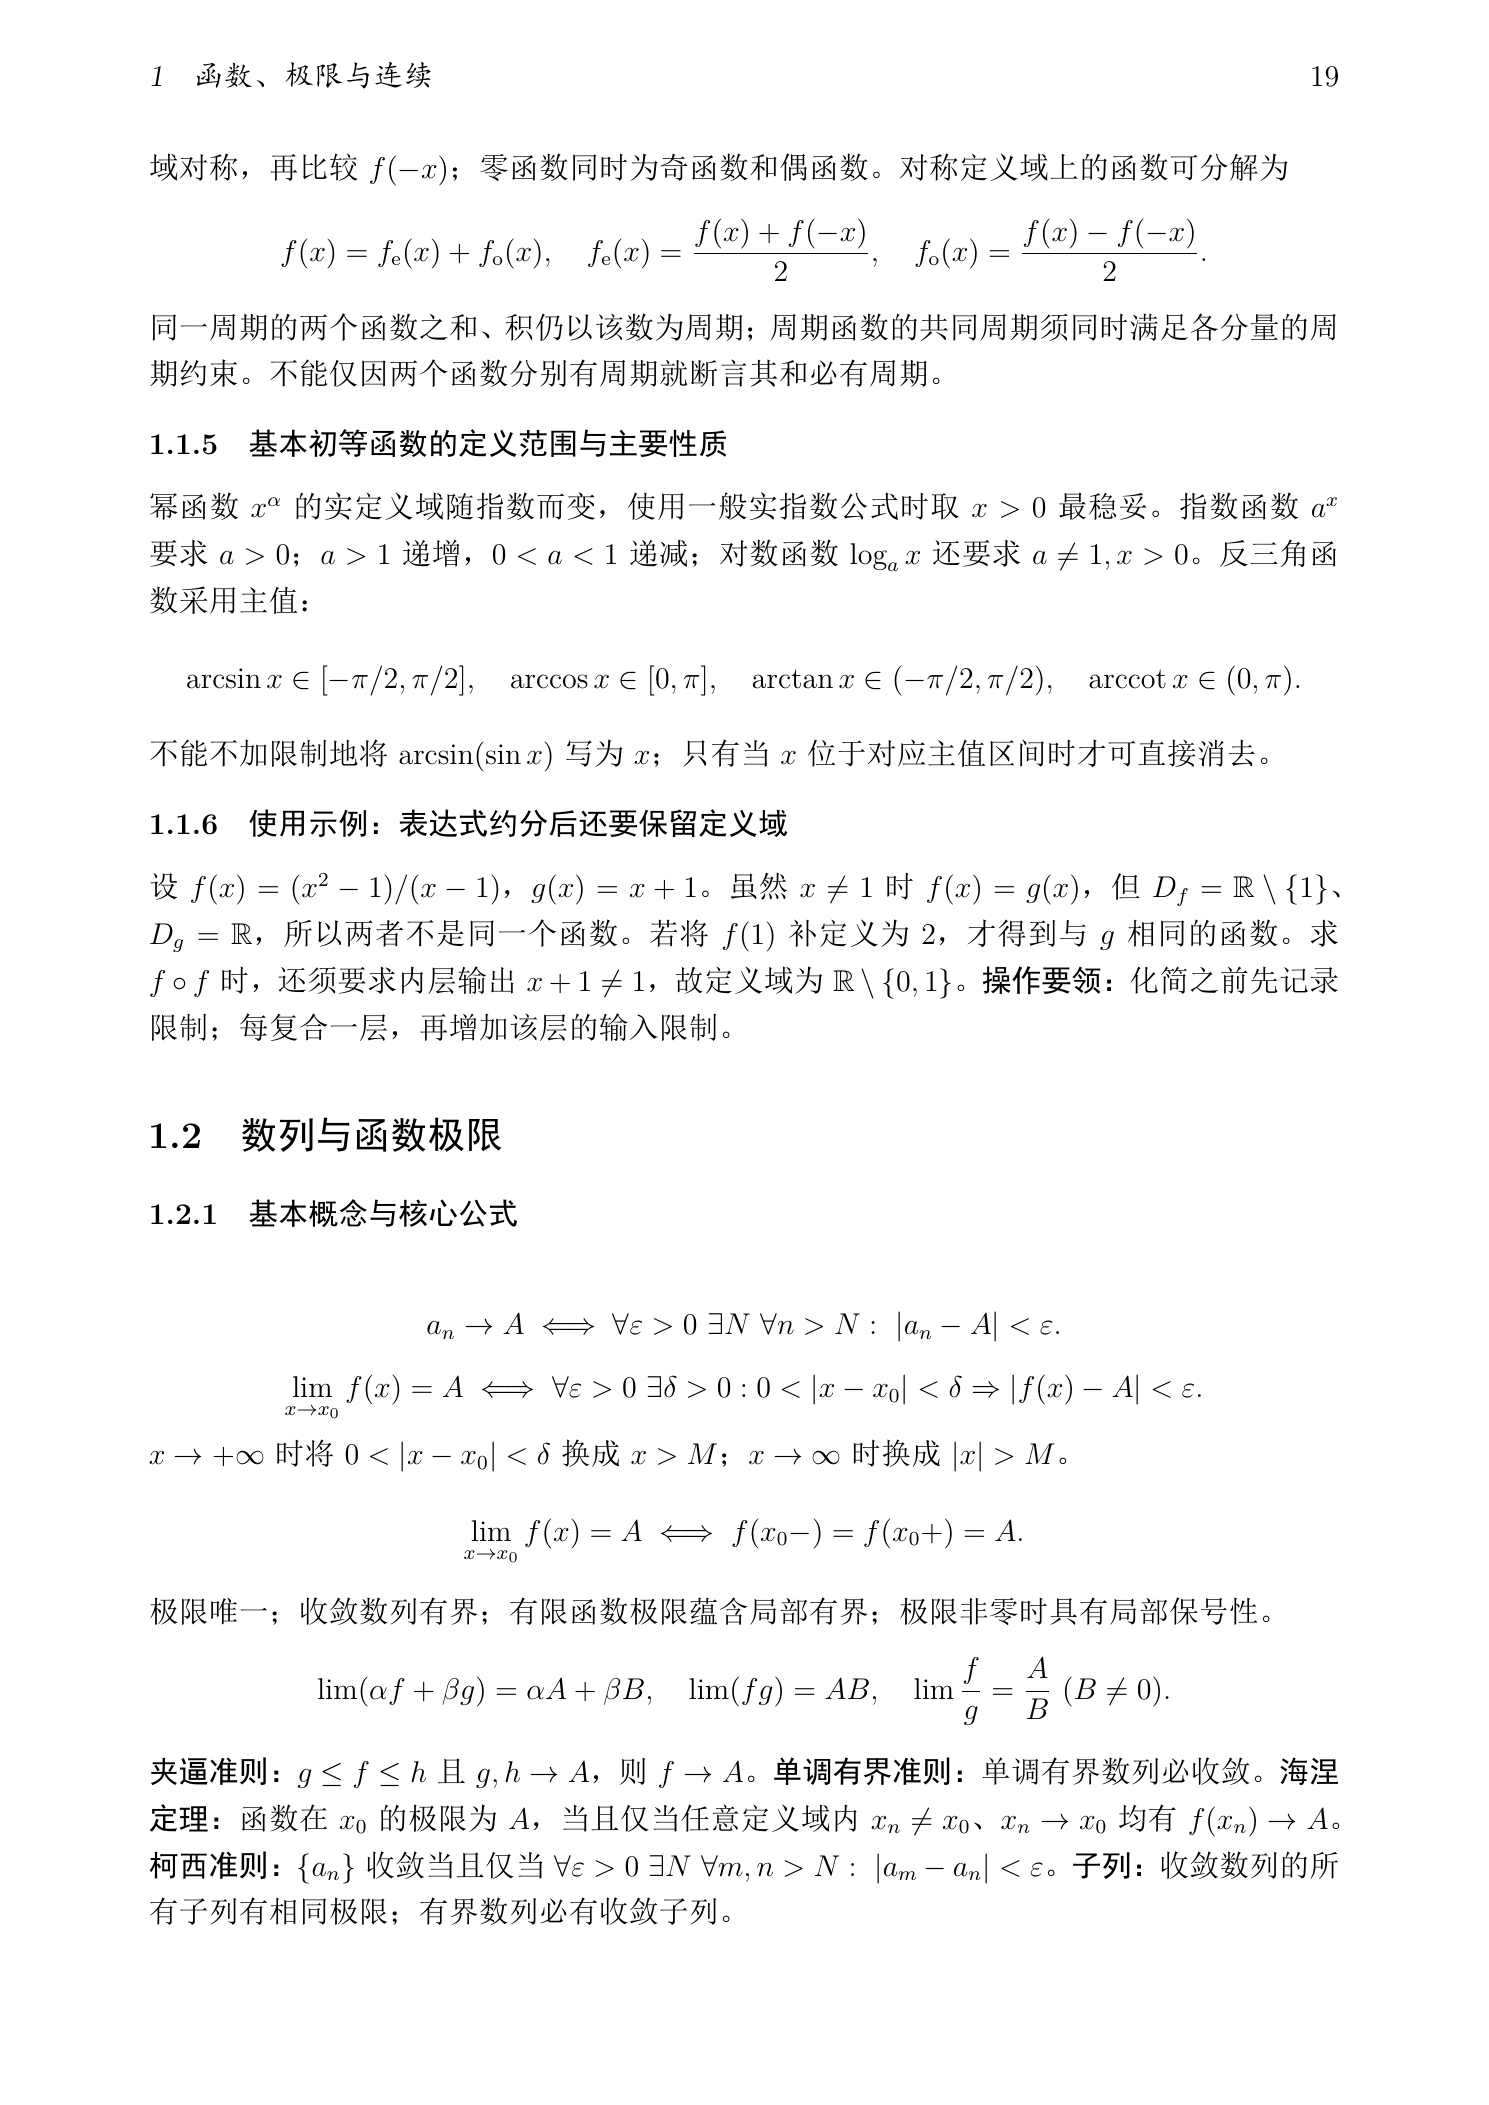 1 函数、极限与连续 19
域对称，再比较 f(−x)；零函数同时为奇函数和偶函数。对称定义域上的函数可分解为
f(x) = fₑ(x) + fₒ(x), fₑ(x) = (f(x) + f(−x))/2, fₒ(x) = (f(x) − f(−x))/2.
同一周期的两个函数之和、积仍以该数为周期；周期函数的共同周期须同时满足各分量的周
期约束。不能仅因两个函数分别有周期就断言其和必有周期。
1.1.5 基本初等函数的定义范围与主要性质
幂函数 x^α 的实定义域随指数而变，使用一般实指数公式时取 x > 0 最稳妥。指数函数 a^x
要求 a > 0；a > 1 递增，0 < a < 1 递减；对数函数 log_a x 还要求 a ≠ 1, x > 0。反三角函
数采用主值：
arcsin x ∈ [−π/2, π/2], arccos x ∈ [0, π], arctan x ∈ (−π/2, π/2), arccot x ∈ (0, π).
不能不加限制地将 arcsin(sin x) 写为 x；只有当 x 位于对应主值区间时才可直接消去。
1.1.6 使用示例：表达式约分后还要保留定义域
设 f(x) = (x² − 1)/(x − 1)，g(x) = x + 1。虽然 x ≠ 1 时 f(x) = g(x)，但 D_f = ℝ \ {1}、
D_g = ℝ，所以两者不是同一个函数。若将 f(1) 补定义为 2，才得到与 g 相同的函数。求
f ∘ f 时，还须要求内层输出 x + 1 ≠ 1，故定义域为 ℝ \ {0, 1}。操作要领：化简之前先记录
限制；每复合一层，再增加该层的输入限制。
1.2 数列与函数极限
1.2.1 基本概念与核心公式
a_n → A ⟺ ∀ε > 0 ∃N ∀n > N : |a_n − A| < ε.
lim_{x→x₀} f(x) = A ⟺ ∀ε > 0 ∃δ > 0 : 0 < |x − x₀| < δ ⇒ |f(x) − A| < ε.
x → +∞ 时将 0 < |x − x₀| < δ 换成 x > M；x → ∞ 时换成 |x| > M。
lim_{x→x₀} f(x) = A ⟺ f(x₀−) = f(x₀+) = A.
极限唯一；收敛数列有界；有限函数极限蕴含局部有界；极限非零时具有局部保号性。
lim(αf + βg) = αA + βB, lim(fg) = AB, lim f/g = A/B (B ≠ 0).
夹逼准则：g ≤ f ≤ h 且 g, h → A，则 f → A。单调有界准则：单调有界数列必收敛。海涅
定理：函数在 x₀ 的极限为 A，当且仅当任意定义域内 x_n ≠ x₀、x_n → x₀ 均有 f(x_n) → A。
柯西准则：{a_n} 收敛当且仅当 ∀ε > 0 ∃N ∀m, n > N : |a_m − a_n| < ε。子列：收敛数列的所
有子列有相同极限；有界数列必有收敛子列。